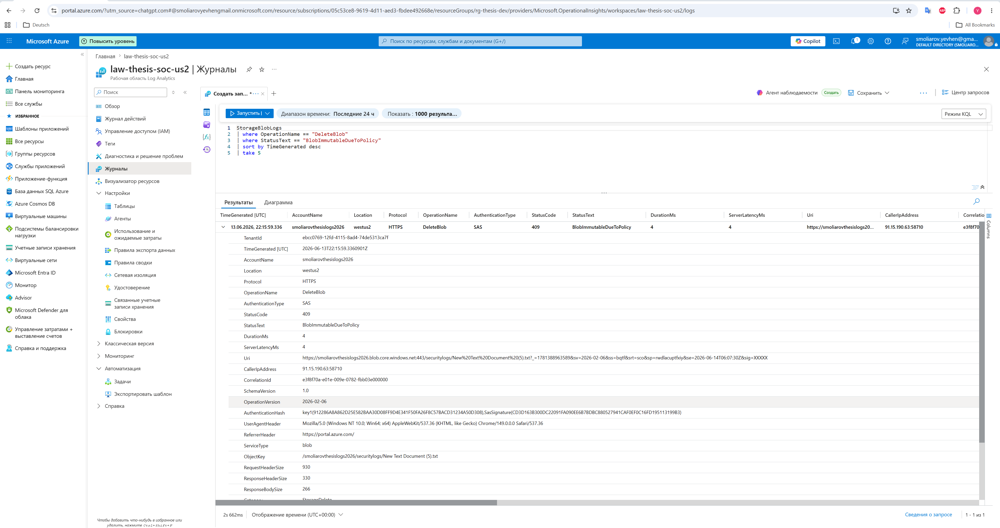 portal.azure.com/?utm_source=chatgpt.com#@smoliarovyevhengmail.onmicrosoft.com/resource/subscriptions/05c53ce8-9619-4d11-aed3-fbdee492668e/resourceGroups/rg-thesis-dev/providers/Microsoft.OperationalInsights/workspaces/law-thesis-soc-us2/logs
ABP
Y
Deutsch
All Bookmarks
Microsoft Azure
Повысить уровень
Поиск по ресурсам, службам и документам (G+/)
Copilot
1
smoliarov.yevhen@gma...
DEFAULT DIRECTORY (SMOLIARO...
Создать ресурс
Главная
Панель мониторинга
Все службы
ИЗБРАННОЕ
Шаблоны приложений
Все ресурсы
Группы ресурсов
Службы приложений
Приложение-функция
База данных SQL Azure
Azure Cosmos DB
Виртуальные машины
Подсистемы балансировки
нагрузки
Учетные записи хранения
Виртуальные сети
Microsoft Entra ID
Монитор
Advisor
Microsoft Defender для
облака
Управление затратами +
выставление счетов
Справка и поддержка
Главная > law-thesis-soc-us2
law-thesis-soc-us2 | Журналы
Рабочая область Log Analytics
Поиск
Обзор
Журнал действий
Управление доступом (IAM)
Теги
Диагностика и решение проблем
Журналы
Визуализатор ресурсов
Настройки
Таблицы
Агенты
Использование и
ожидаемые затраты
Правила экспорта данных
Правила сводки
Сетевая изоляция
Удостоверение
Связанные учетные
записи хранения
Свойства
Блокировки
Классическая версия
Мониторинг
Автоматизация
Задачи
Экспортировать шаблон
Справка
Чтобы добавить что-нибудь в избранное или
удалить, нажмите Ctrl+Shift+F
Создать зап... *
Агент наблюдаемости Создать
Сохранить
Центр запросов
Запустить
Диапазон времени: Последние 24 ч
Показать : 1000 результа...
Режим KQL
1 StorageBlobLogs
2 | where OperationName == "DeleteBlob"
3 | where StatusText == "BlobImmutableDueToPolicy"
4 | sort by TimeGenerated desc
5 | take 5
Результаты Диаграмма
TimeGenerated [UTC] AccountName Location Protocol OperationName AuthenticationType StatusCode StatusText DurationMs ServerLatencyMs Uri CallerIpAddress Correlatio
Columns
13.06.2026, 22:15:59.336 smoliarovthesislogs2026 westus2 HTTPS DeleteBlob SAS 409 BlobImmutableDueToPolicy 4 4 https://smoliarovthesislogs20... 91.15.190.63:58710 e3f8f70
TenantId ebcc0769-12fd-4115-8ad4-74de5313ca7f
TimeGenerated [UTC] 2026-06-13T22:15:59.3360901Z
AccountName smoliarovthesislogs2026
Location westus2
Protocol HTTPS
OperationName DeleteBlob
AuthenticationType SAS
StatusCode 409
StatusText BlobImmutableDueToPolicy
DurationMs 4
ServerLatencyMs 4
Uri https://smoliarovthesislogs2026.blob.core.windows.net:443/securitylogs/New%20Text%20Document%20(5).txt?_=1781388963589&sv=2026-02-06&ss=bqtf&srt=sco&sp=rwdlacuptfxiy&se=2026-06-14T06:07:30Z&sig=XXXXX
CallerIpAddress 91.15.190.63:58710
CorrelationId e3f8f70a-e01e-009e-0782-fbb03e000000
SchemaVersion 1.0
OperationVersion 2026-02-06
AuthenticationHash key1(912286A8A862D25E582BAA30D08FF9D4E341F50FA26F8C57BACD31234A50D308),SasSignature(CD3D163B300DC22091FA090EE6B7BDBC880527941CAF0EF0C16FD195113199B3)
UserAgentHeader Mozilla/5.0 (Windows NT 10.0; Win64; x64) AppleWebKit/537.36 (KHTML, like Gecko) Chrome/149.0.0.0 Safari/537.36
ReferrerHeader https://portal.azure.com/
ServiceType blob
ObjectKey /smoliarovthesislogs2026/securitylogs/New Text Document (5).txt
RequestHeaderSize 930
ResponseHeaderSize 330
ResponseBodySize 266
Category StorageDelete
2s 662ms Отображение времени (UTC+00:00)
Сведения о запросе 1 - 1 из 1